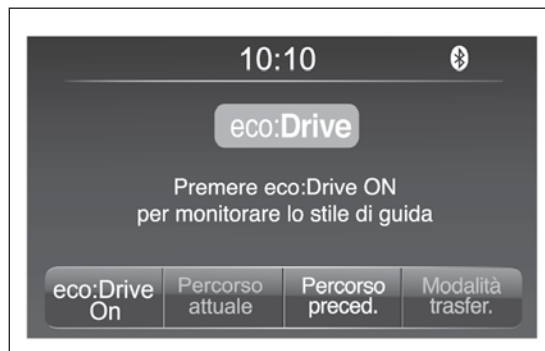 10:10
eco:Drive
Premere eco:Drive ON
per monitorare lo stile di guida
eco:Drive On
Percorso attuale
Percorso preced.
Modalità trasfer.